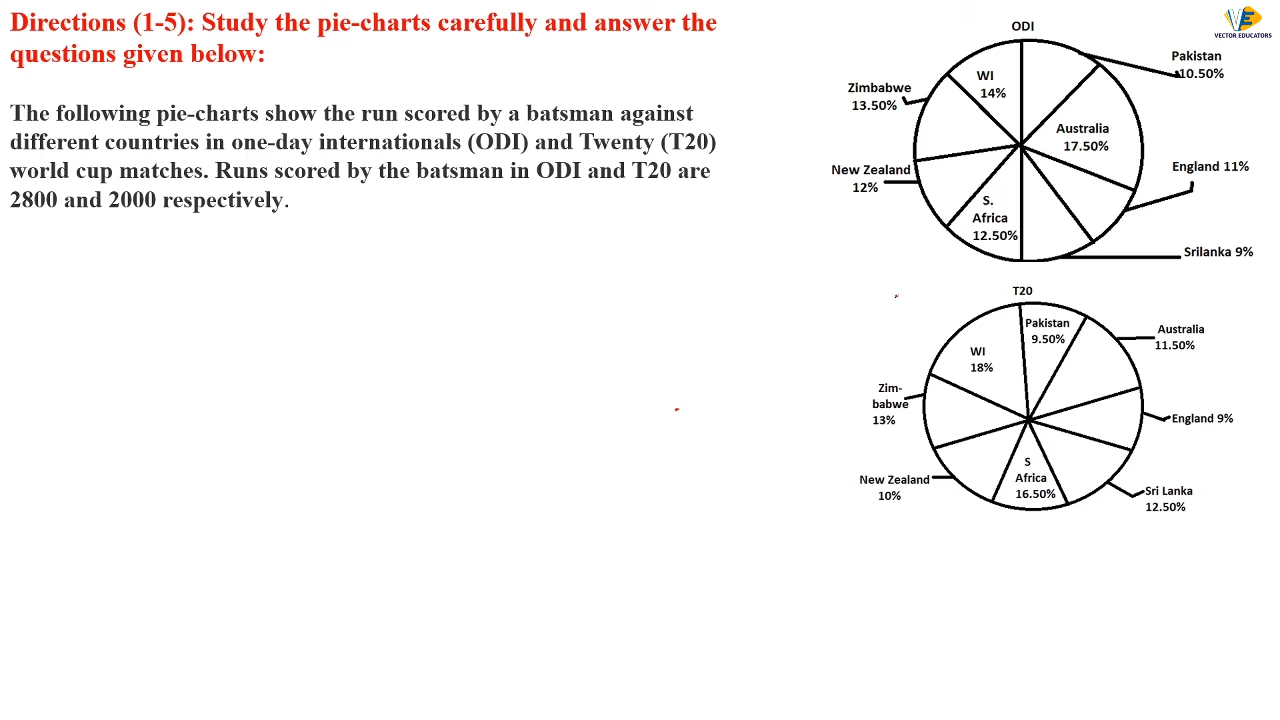 Directions (1-5): Study the pie-charts carefully and answer the
questions given below:
The following pie-charts show the run scored by a batsman against
different countries in one-day internationals (ODI) and Twenty (T20)
world cup matches. Runs scored by the batsman in ODI and T20 are
2800 and 2000 respectively.
VE
VECTOR EDUCATORS
ODI
Pakistan
10.50%
WI
14%
Zimbabwe
13.50%
Australia
17.50%
England 11%
New Zealand
12%
S.
Africa
12.50%
Srilanka 9%
T20
Pakistan
9.50%
Australia
11.50%
WI
18%
Zim-
babwe
13%
England 9%
New Zealand
10%
S
Africa
16.50%
Sri Lanka
12.50%